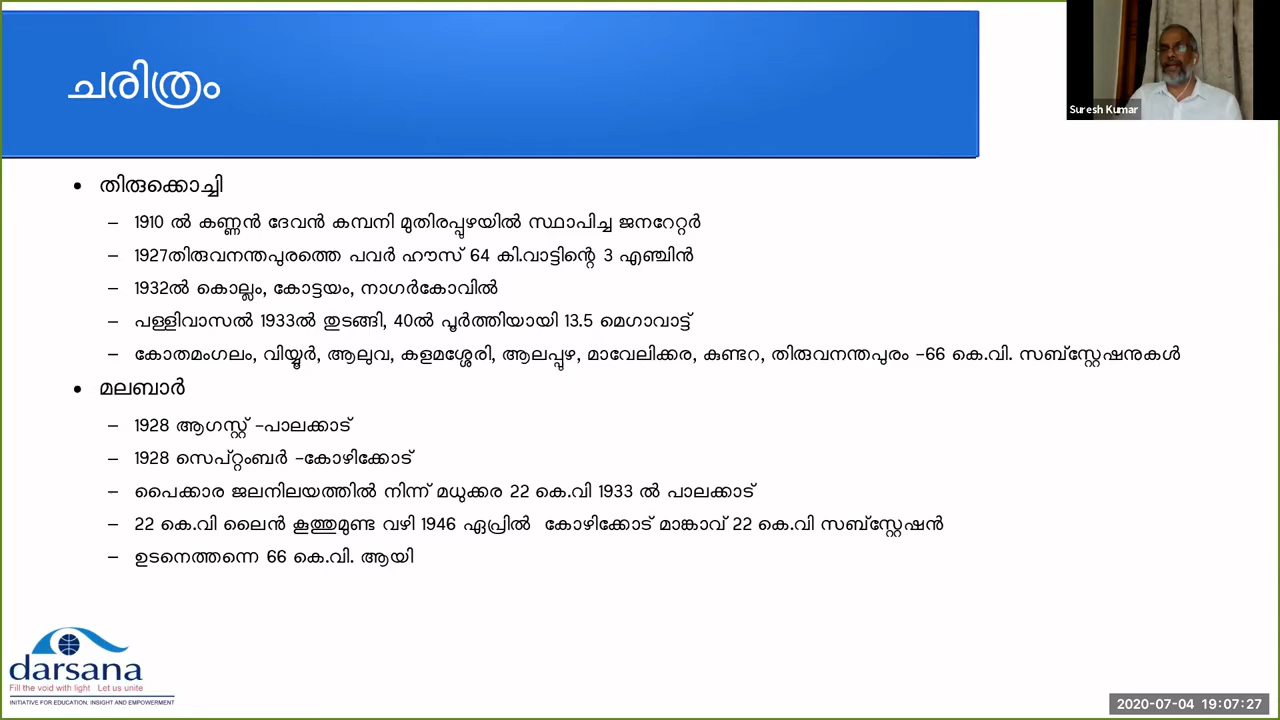 ചരിത്രം
Suresh Kumar
• തിരുക്കൊച്ചി
– 1910 ൽ കണ്ണൻ ദേവൻ കമ്പനി മുതിരപ്പുഴയിൽ സ്ഥാപിച്ച ജനറേറ്റർ
– 1927തിരുവനന്തപുരത്തെ പവർ ഹൗസ് 64 കി.വാട്ടിന്റെ 3 എഞ്ചിൻ
– 1932ൽ കൊല്ലം, കോട്ടയം, നാഗർകോവിൽ
– പള്ളിവാസൽ 1933ൽ തുടങ്ങി, 40ൽ പൂർത്തിയായി 13.5 മെഗാവാട്ട്
– കോതമംഗലം, വിയ്യൂർ, ആലുവ, കളമശ്ശേരി, ആലപ്പുഴ, മാവേലിക്കര, കുണ്ടറ, തിരുവനന്തപുരം –66 കെ.വി. സബ്സ്റ്റേഷനുകൾ
• മലബാർ
– 1928 ആഗസ്റ്റ് –പാലക്കാട്
– 1928 സെപ്റ്റംബർ –കോഴിക്കോട്
– പൈക്കാര ജലനിലയത്തിൽ നിന്ന് മധുക്കര 22 കെ.വി 1933 ൽ പാലക്കാട്
– 22 കെ.വി ലൈൻ കൂത്തുമുണ്ട വഴി 1946 ഏപ്രിൽ കോഴിക്കോട് മാങ്കാവ് 22 കെ.വി സബ്സ്റ്റേഷൻ
– ഉടനെത്തന്നെ 66 കെ.വി. ആയി
darsana
Fill the void with light Let us unite
INITIATIVE FOR EDUCATION, INSIGHT AND EMPOWERMENT
2020-07-04 19:07:27